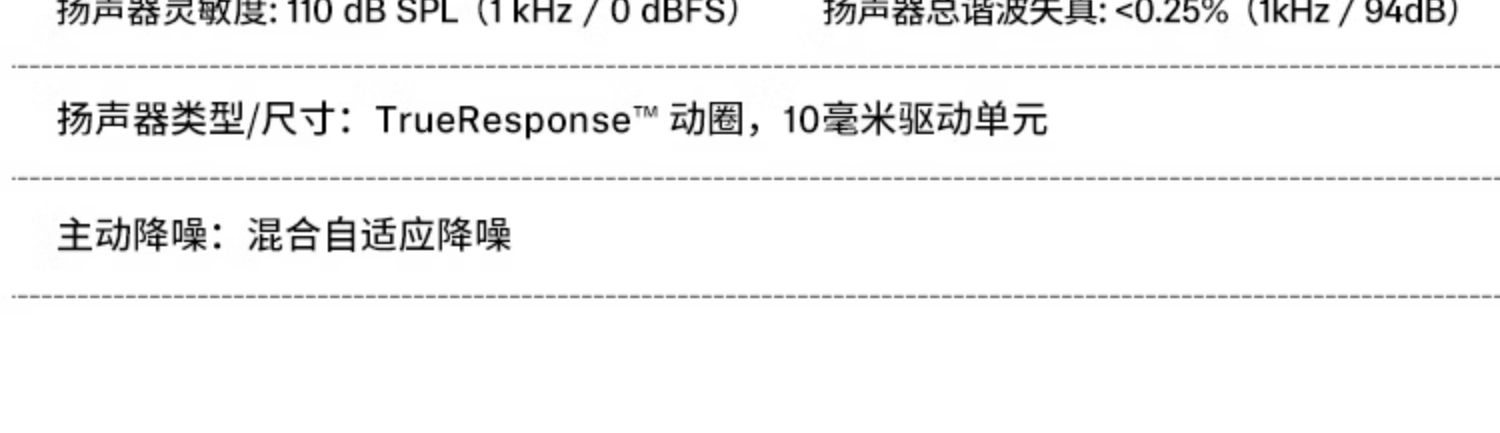 扬声器灵敏度: 110 dB SPL（1 kHz / 0 dBFS） 扬声器总谐波失真: <0.25%（1kHz / 94dB）
扬声器类型/尺寸：TrueResponse™ 动圈，10毫米驱动单元
主动降噪：混合自适应降噪